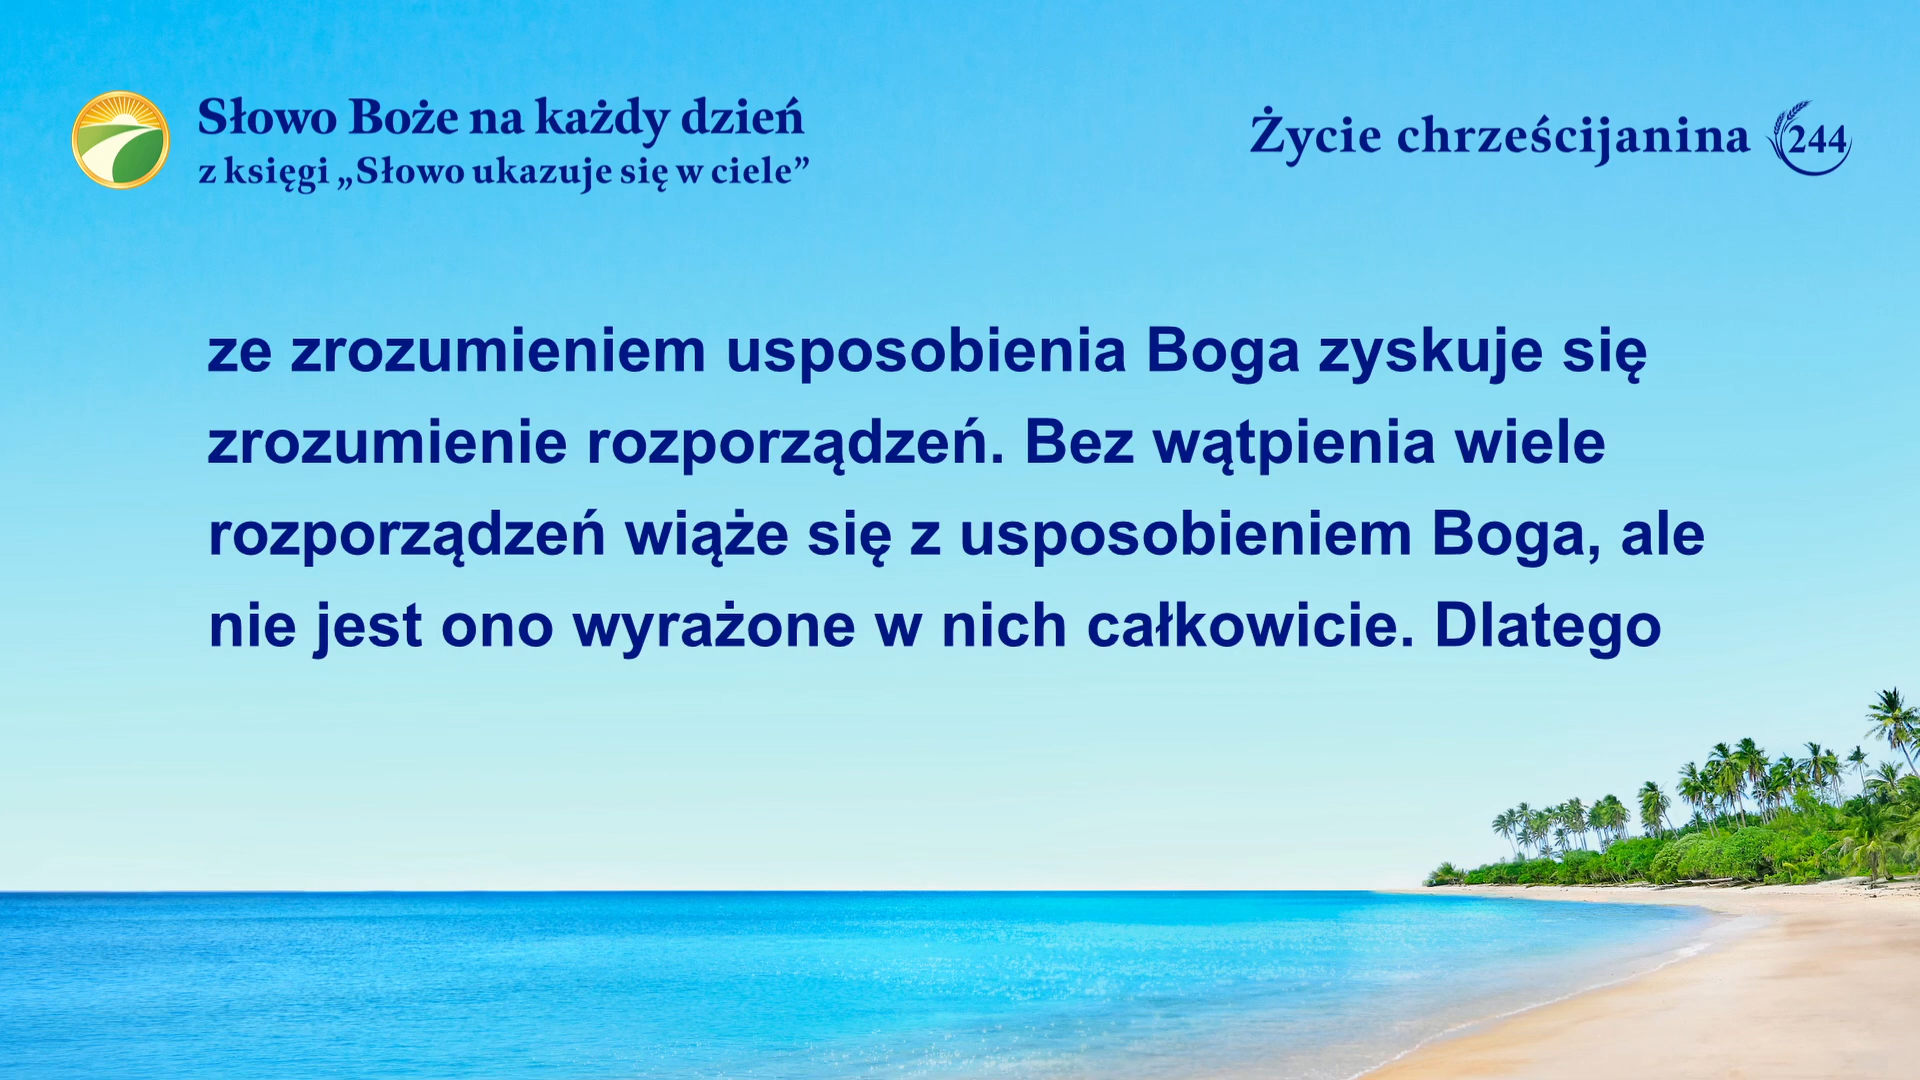 Słowo Boże na każdy dzień
z księgi „Słowo ukazuje się w ciele”
Życie chrześcijanina 244
ze zrozumieniem usposobienia Boga zyskuje się
zrozumienie rozporządzeń. Bez wątpienia wiele
rozporządzeń wiąże się z usposobieniem Boga, ale
nie jest ono wyrażone w nich całkowicie. Dlatego